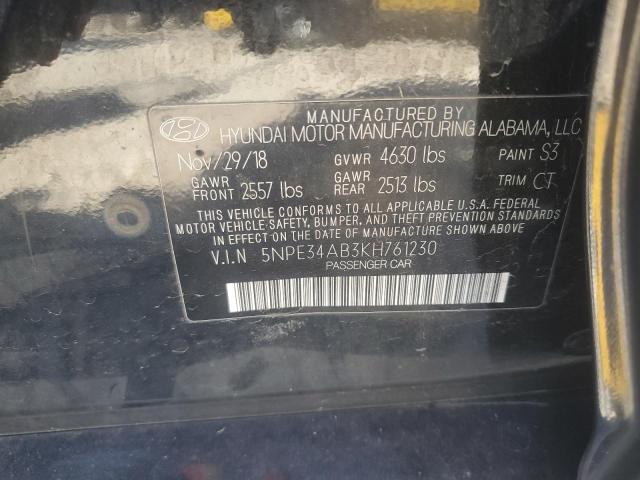 MANUFACTURED BY
HYUNDAI MOTOR MANUFACTURING ALABAMA, LLC
Nov/29/18 GVWR 4630 lbs PAINT S3
GAWR FRONT 2557 lbs GAWR REAR 2513 lbs TRIM CT
THIS VEHICLE CONFORMS TO ALL APPLICABLE U.S.A. FEDERAL
MOTOR VEHICLE SAFETY, BUMPER, AND THEFT PREVENTION STANDARDS
IN EFFECT ON THE DATE OF MANUFACTURE SHOWN ABOVE.
V.I.N 5NPE34AB3KH761230
PASSENGER CAR